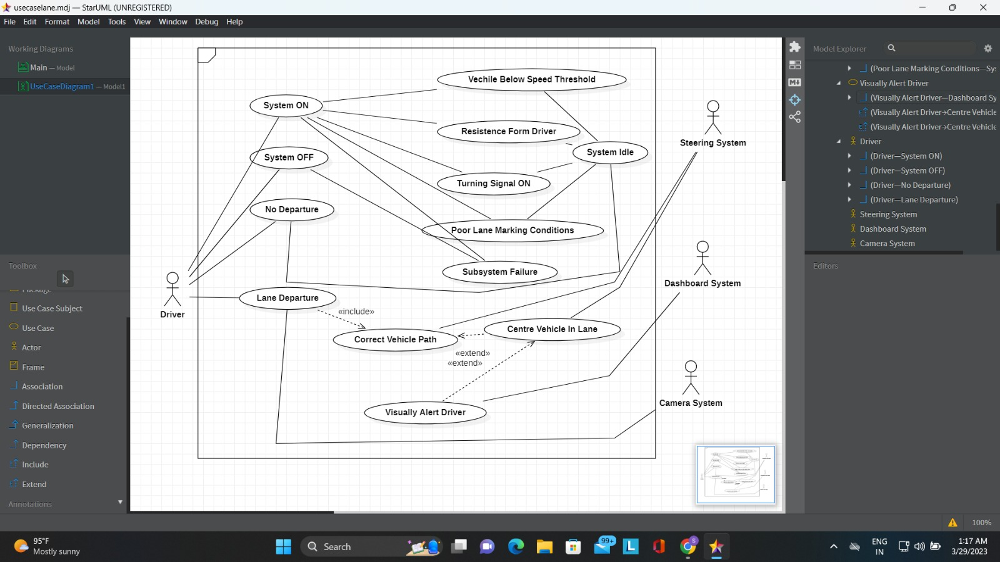 usecaselane.mdj — StarUML (UNREGISTERED)
File Edit Format Model Tools View Window Debug Help
Working Diagrams
Main — Model
UseCaseDiagram1 — Model1
Toolbox
Package
Use Case Subject
Use Case
Actor
Frame
Association
Directed Association
Generalization
Dependency
Include
Extend
Annotations
Vechile Below Speed Threshold
System ON
Resistence Form Driver
Steering System
System OFF
System Idle
Turning Signal ON
No Departure
Poor Lane Marking Conditions
Subsystem Failure
Dashboard System
Lane Departure
Driver
«include»
Centre Vehicle In Lane
Correct Vehicle Path
«extend»
«extend»
Camera System
Visually Alert Driver
Model Explorer
(Poor Lane Marking Conditions—Sy
Visually Alert Driver
(Visually Alert Driver—Dashboard Sy
(Visually Alert Driver→Centre Vehicle
(Visually Alert Driver→Centre Vehicle
Driver
(Driver—System ON)
(Driver—System OFF)
(Driver—No Departure)
(Driver—Lane Departure)
Steering System
Dashboard System
Camera System
Editors
100%
95°F
Mostly sunny
Search
99+
S
L
ENG
IN
1:17 AM
3/29/2023